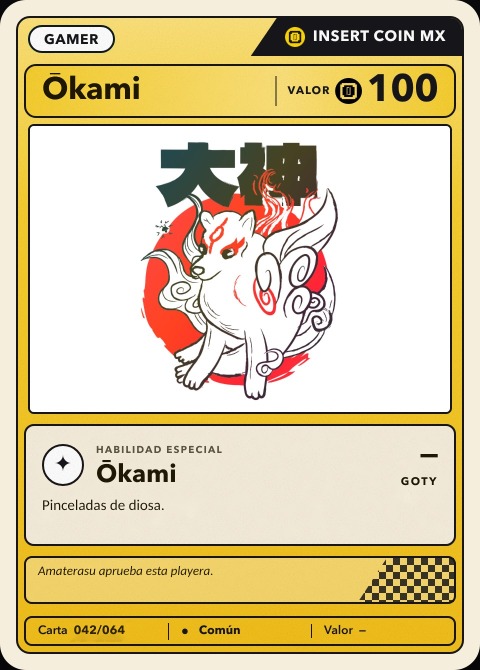 GAMER
INSERT COIN MX
Ōkami
VALOR 100
大神
HABILIDAD ESPECIAL
Ōkami
–
GOTY
Pinceladas de diosa.
Amaterasu aprueba esta playera.
Carta 042/064 ● Común Valor –